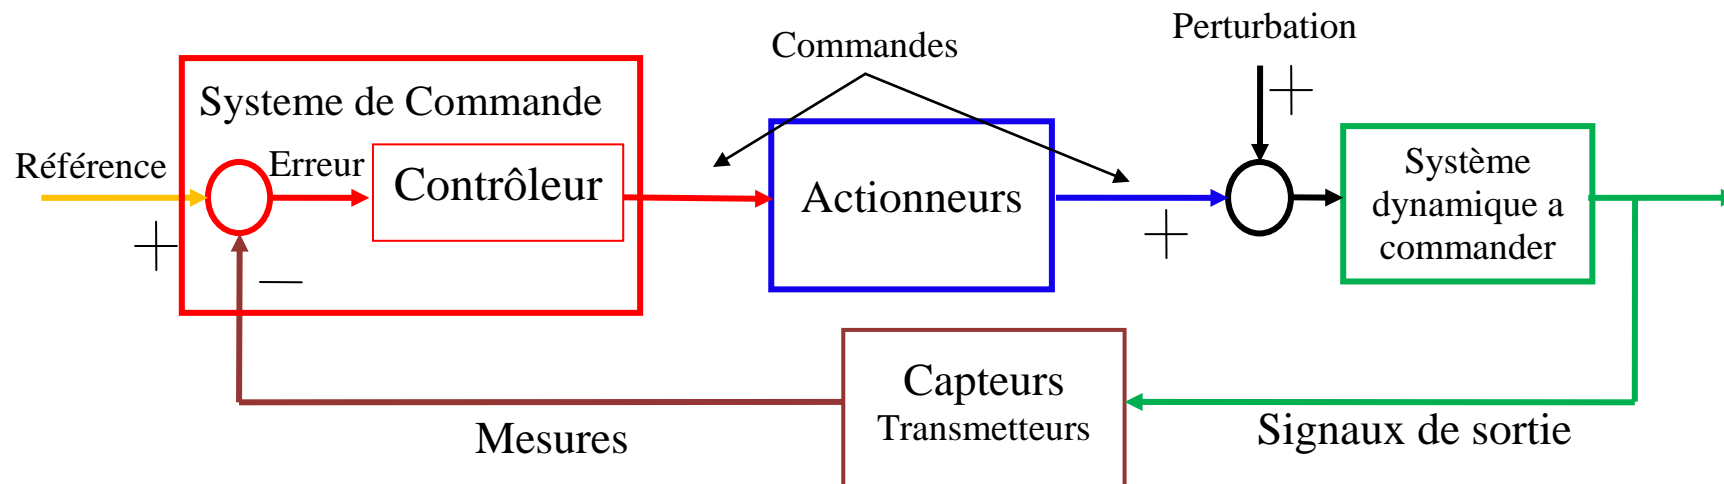 Perturbation
Commandes
Systeme de Commande
Référence
Erreur
Contrôleur
Actionneurs
Système
dynamique a
commander
+
−
+
+
Capteurs
Transmetteurs
Mesures
Signaux de sortie